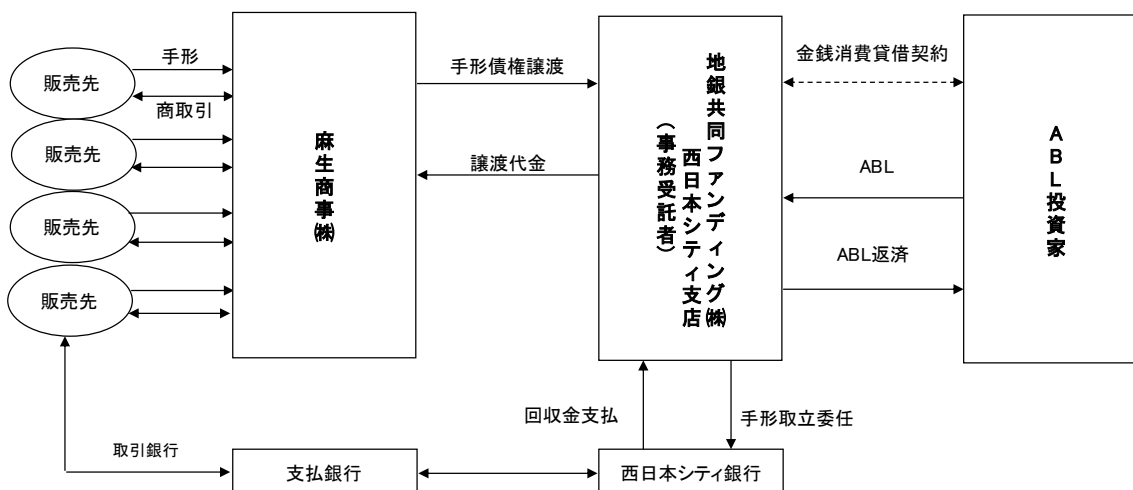 販売先
販売先
販売先
販売先
手形
商取引
麻生商事㈱
手形債権譲渡
譲渡代金
地銀共同ファンディング㈱
西日本シティ支店
（事務受託者）
金銭消費貸借契約
ABL
ABL返済
ABL投資家
回収金支払
手形取立委任
取引銀行
支払銀行
西日本シティ銀行